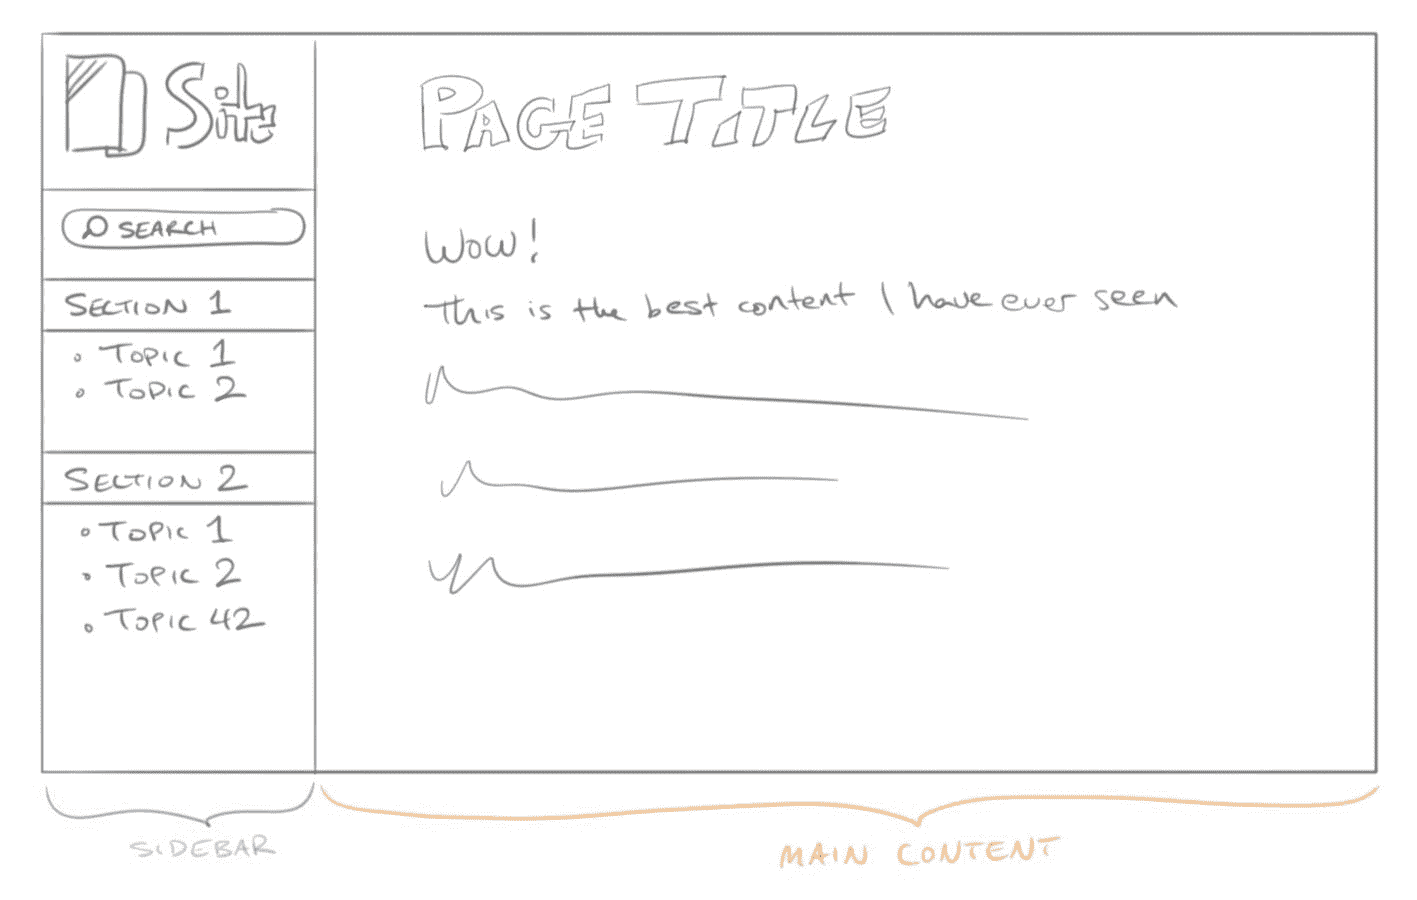 Site
SEARCH
SECTION 1
TOPIC 1
TOPIC 2
SECTION 2
TOPIC 1
TOPIC 2
TOPIC 42
PAGE TITLE
Wow!
This is the best content I have ever seen
SIDEBAR
MAIN CONTENT